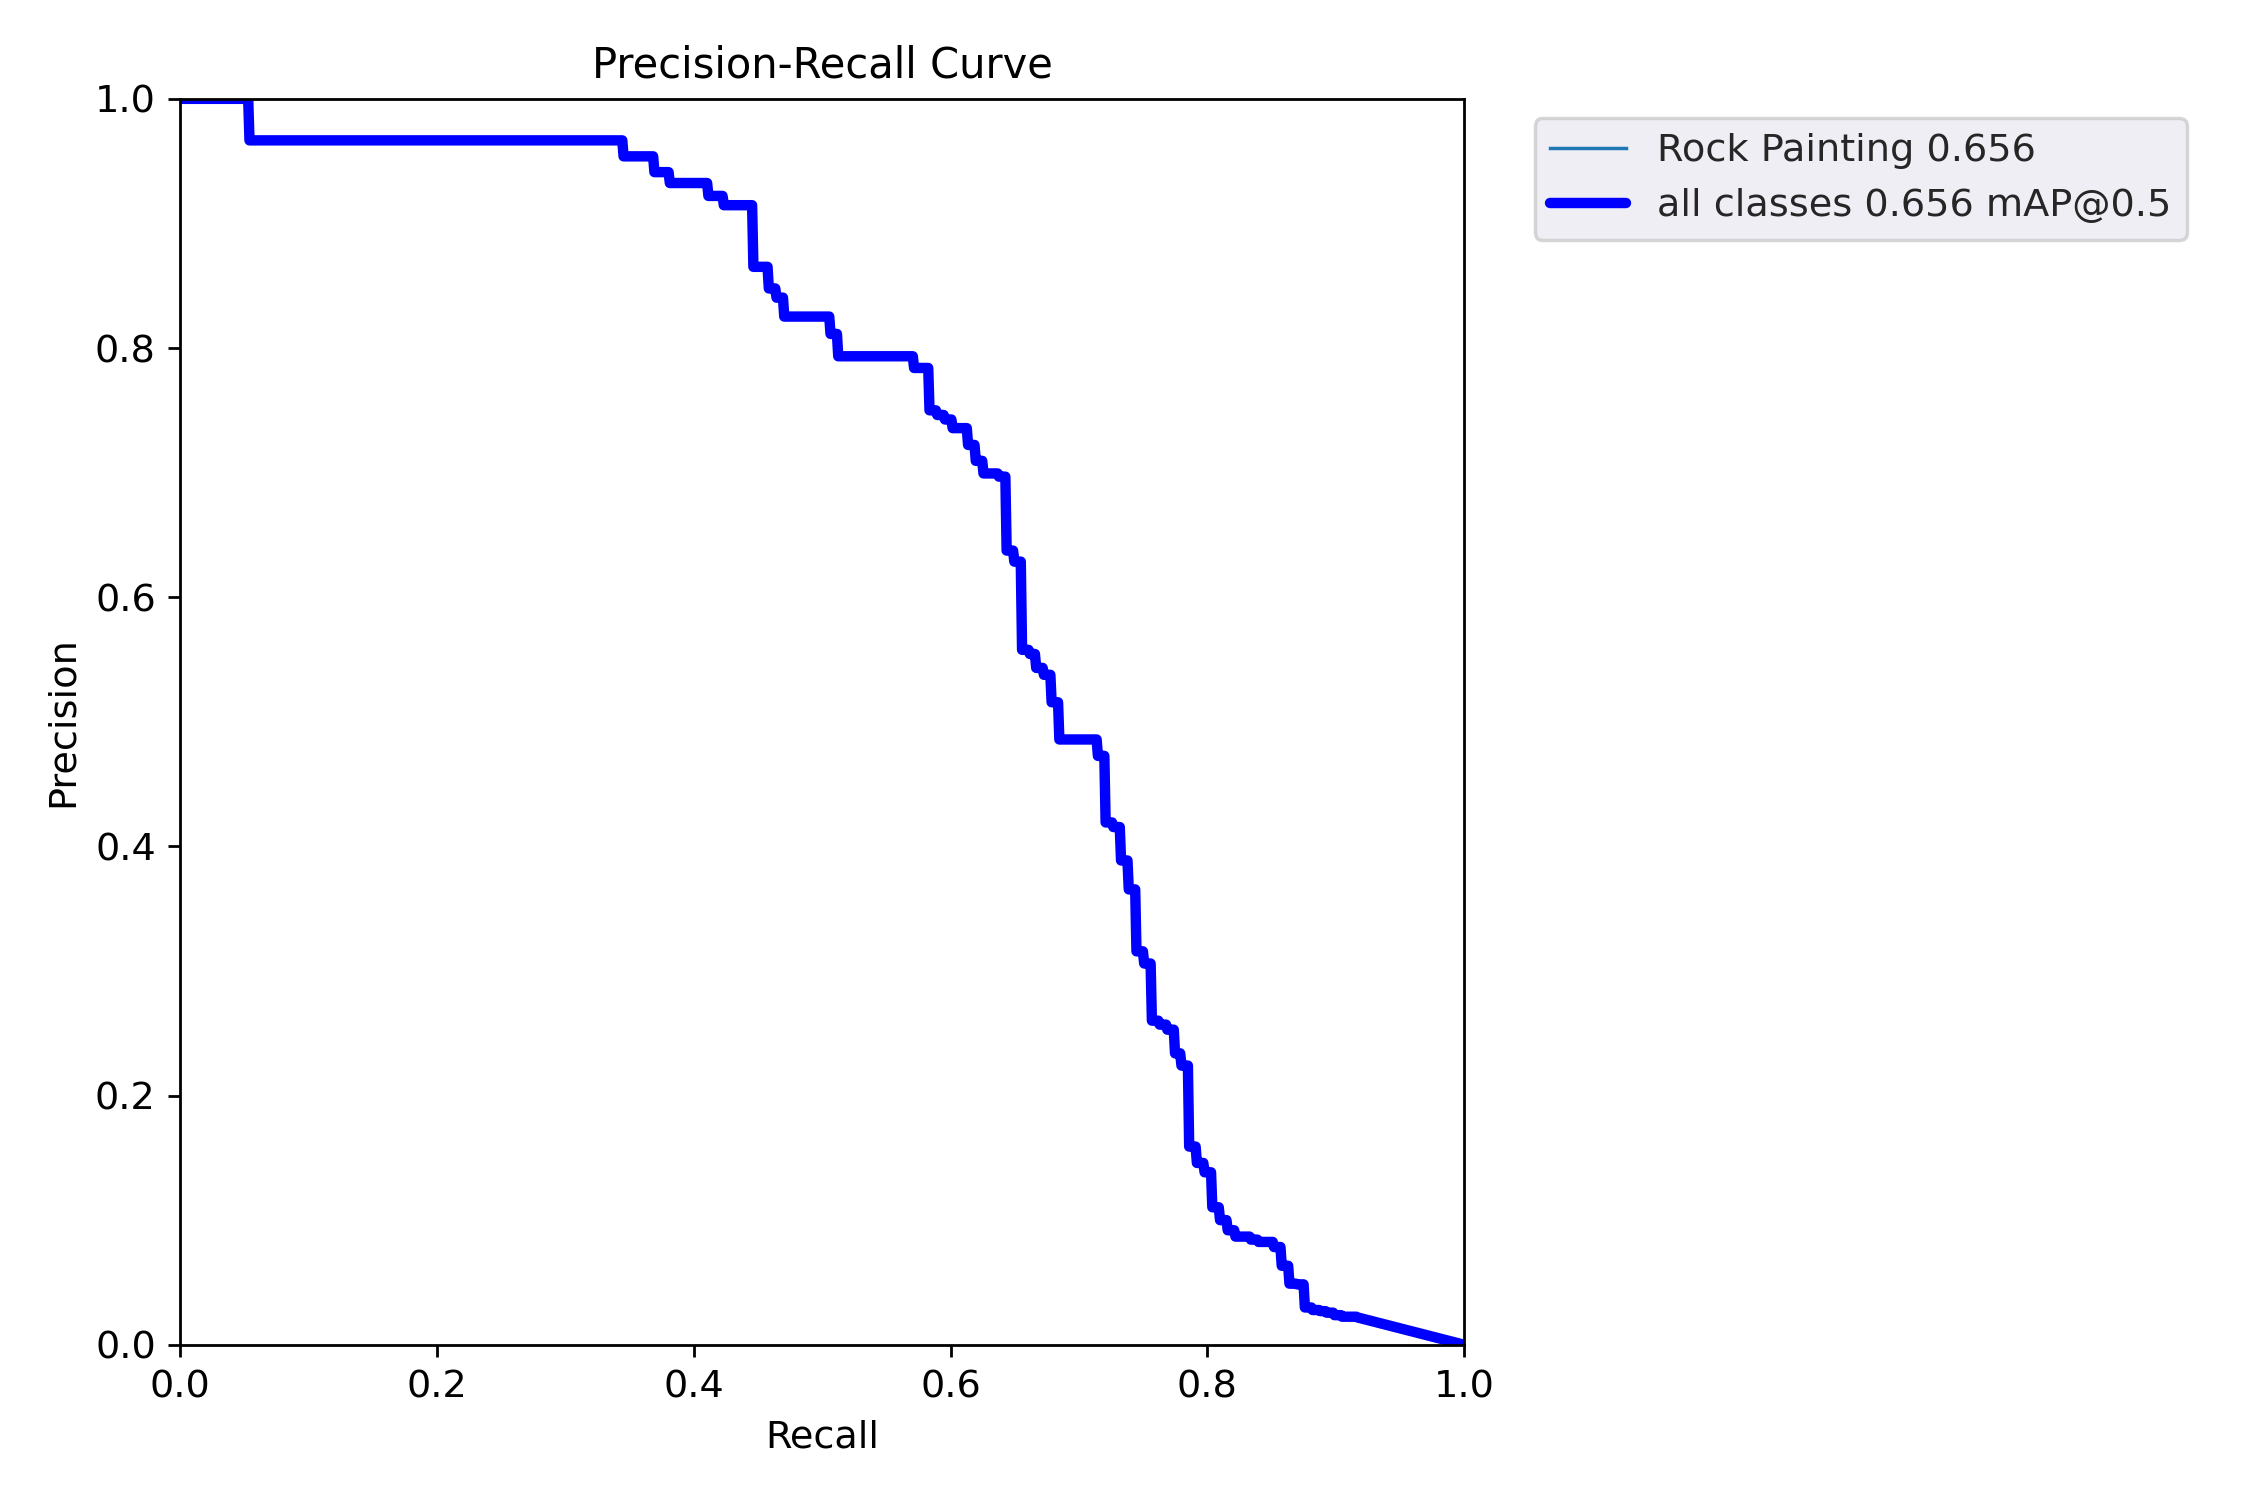 Precision-Recall Curve
Rock Painting 0.656
all classes 0.656 mAP@0.5
Precision
1.0
0.8
0.6
0.4
0.2
0.0
0.0 0.2 0.4 0.6 0.8 1.0
Recall